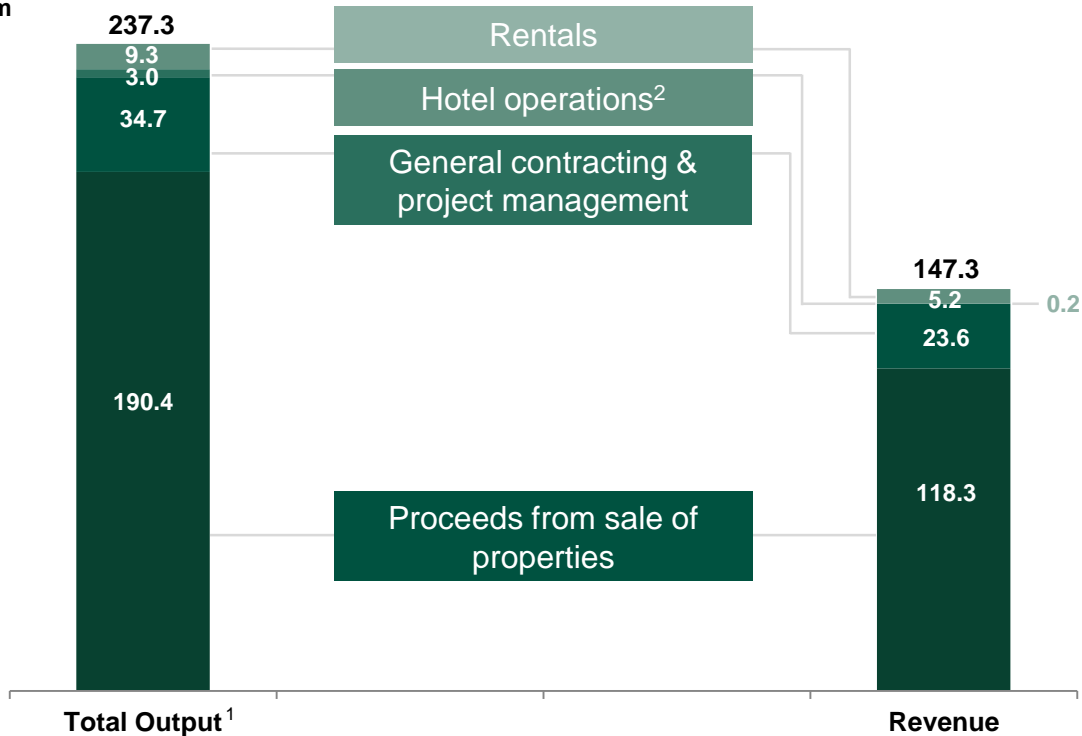 m
237.3
9.3
3.0
34.7
190.4
Rentals
Hotel operations2
General contracting &
project management
Proceeds from sale of
properties
147.3
5.2
0.2
23.6
118.3
Total Output1
Revenue